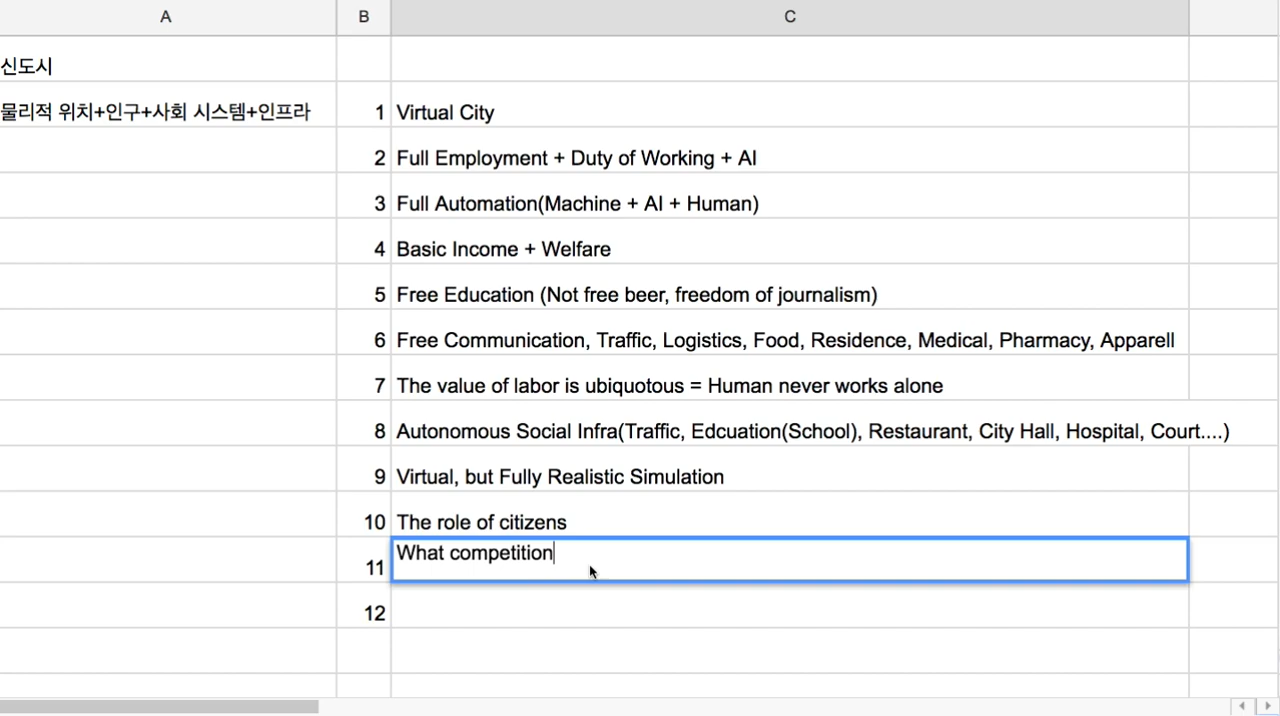 A B C
신도시
물리적 위치+인구+사회 시스템+인프라 1 Virtual City
2 Full Employment + Duty of Working + AI
3 Full Automation(Machine + AI + Human)
4 Basic Income + Welfare
5 Free Education (Not free beer, freedom of journalism)
6 Free Communication, Traffic, Logistics, Food, Residence, Medical, Pharmacy, Apparell
7 The value of labor is ubiquotous = Human never works alone
8 Autonomous Social Infra(Traffic, Edcuation(School), Restaurant, City Hall, Hospital, Court....)
9 Virtual, but Fully Realistic Simulation
10 The role of citizens
11 What competition
12